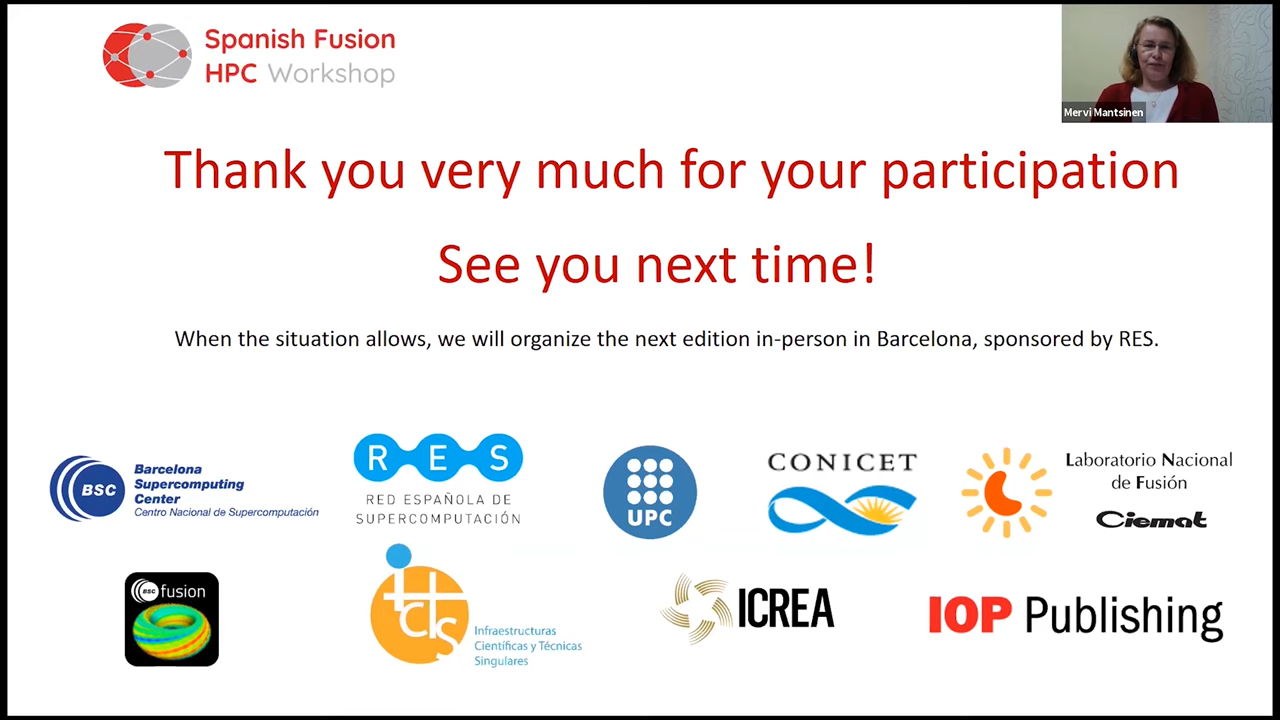 Spanish Fusion
HPC Workshop
Mervi Mantsinen
Thank you very much for your participation
See you next time!
When the situation allows, we will organize the next edition in-person in Barcelona, sponsored by RES.
BSC
Barcelona
Supercomputing
Center
Centro Nacional de Supercomputación
RES
RED ESPAÑOLA DE
SUPERCOMPUTACIÓN
UPC
CONICET
Laboratorio Nacional
de Fusión
Ciemat
BSC fusion
icts
Infraestructuras
Científicas y Técnicas
Singulares
ICREA
IOP Publishing